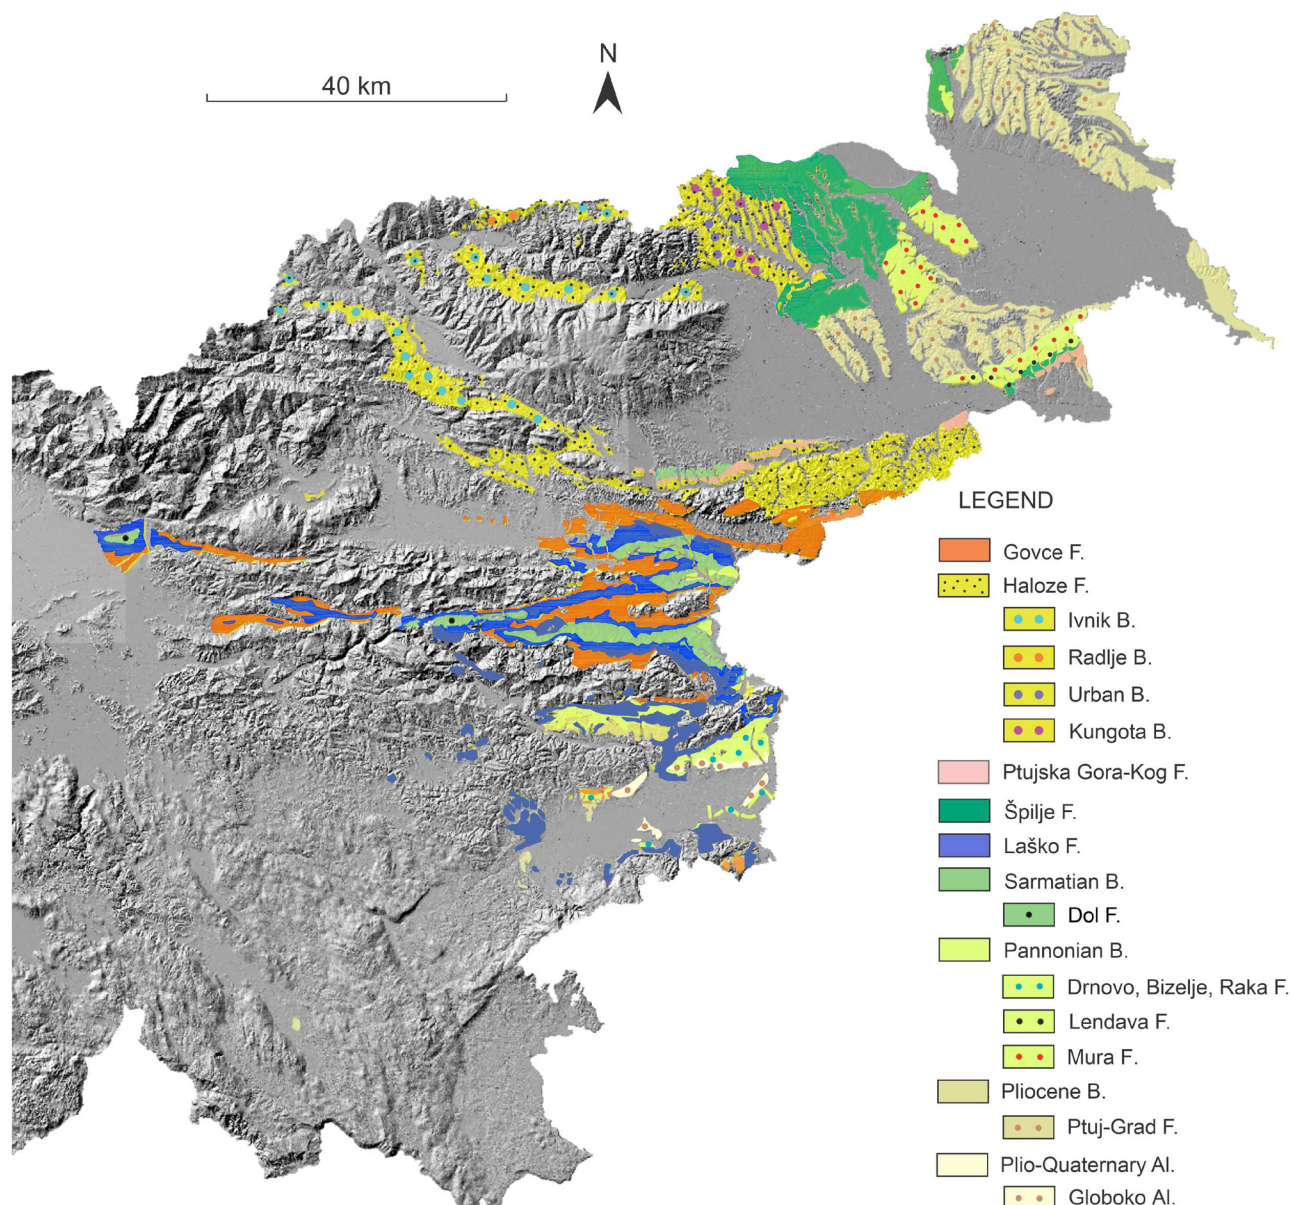 N
40 km
LEGEND
Govce F.
Haloze F.
Ivnik B.
Radlje B.
Urban B.
Kungota B.
Ptujska Gora-Kog F.
Špilje F.
Laško F.
Sarmatian B.
Dol F.
Pannonian B.
Drnovo, Bizelje, Raka F.
Lendava F.
Mura F.
Pliocene B.
Ptuj-Grad F.
Plio-Quaternary Al.
Globoko Al.